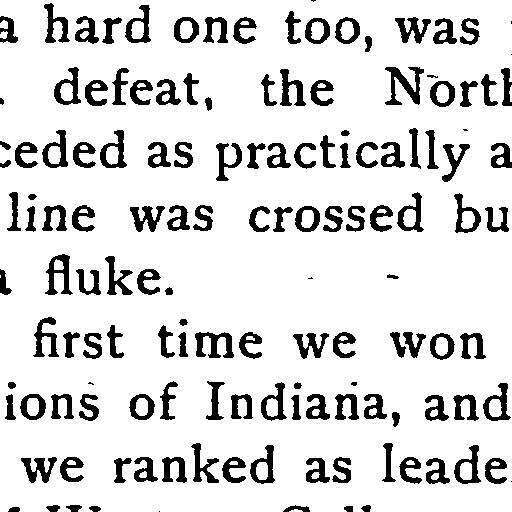 a hard one too, was
. defeat, the North
ceded as practically a
line was crossed bu
a fluke.
first time we won
ions of Indiana, and
we ranked as leade